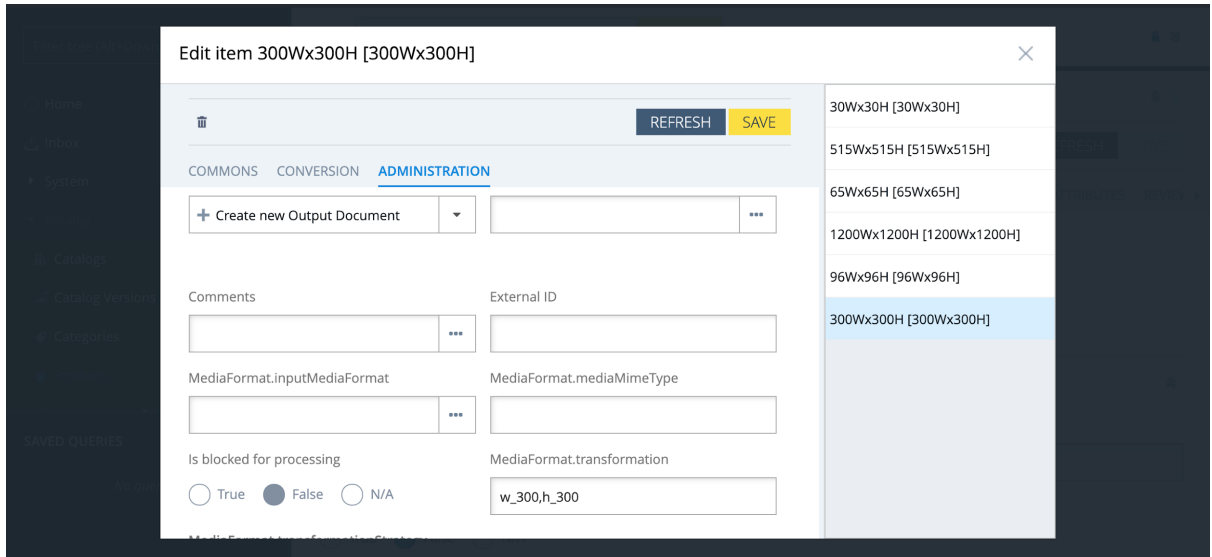 Edit item 300Wx300H [300Wx300H]
REFRESH SAVE
COMMONS CONVERSION ADMINISTRATION
Create new Output Document
Comments External ID
MediaFormat.inputMediaFormat MediaFormat.mediaMimeType
Is blocked for processing MediaFormat.transformation
True False N/A w_300,h_300
30Wx30H [30Wx30H]
515Wx515H [515Wx515H]
65Wx65H [65Wx65H]
1200Wx1200H [1200Wx1200H]
96Wx96H [96Wx96H]
300Wx300H [300Wx300H]
Home
Inbox
System
Catalogs
Catalog Versions
Categories
SAVED QUERIES